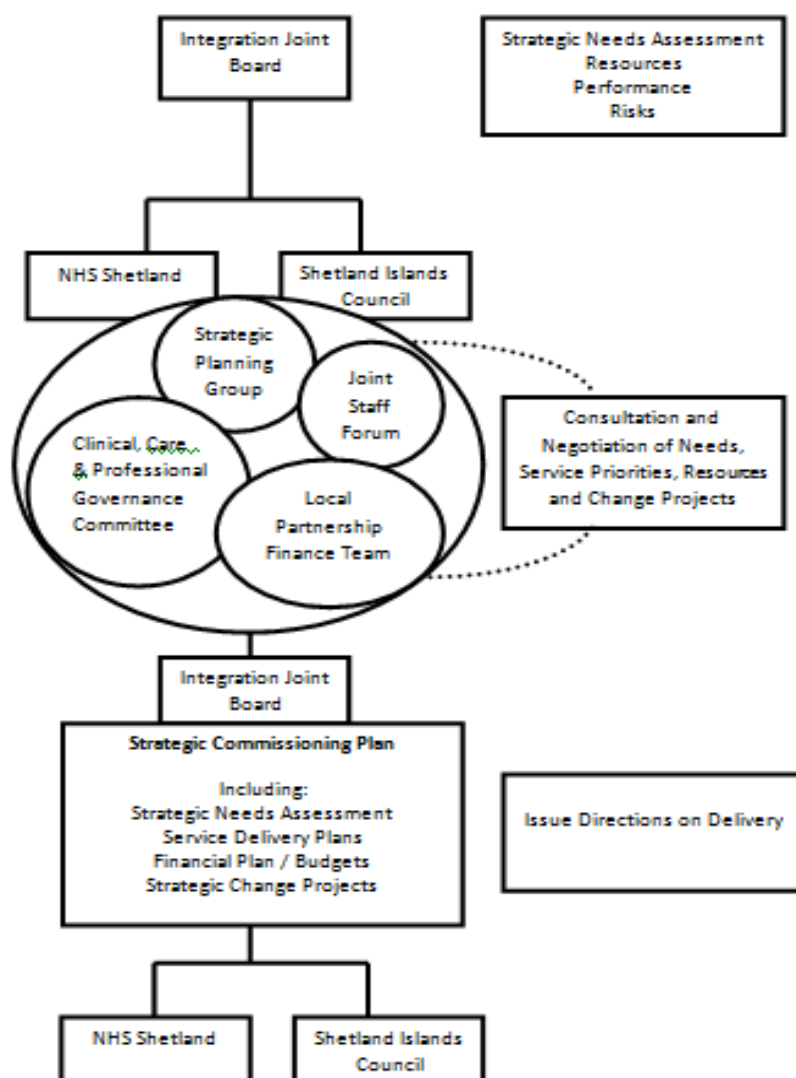 Integration Joint
Board
Strategic Needs Assessment
Resources
Performance
Risks
NHS Shetland
Shetland Islands
Council
Strategic
Planning
Group
Joint
Staff
Forum
Clinical, Care
& Professional
Governance
Committee
Local
Partnership
Finance Team
Consultation and
Negotiation of Needs,
Service Priorities, Resources
and Change Projects
Integration Joint
Board
Strategic Commissioning Plan
Including:
Strategic Needs Assessment
Service Delivery Plans
Financial Plan / Budgets
Strategic Change Projects
Issue Directions on Delivery
NHS Shetland
Shetland Islands
Council